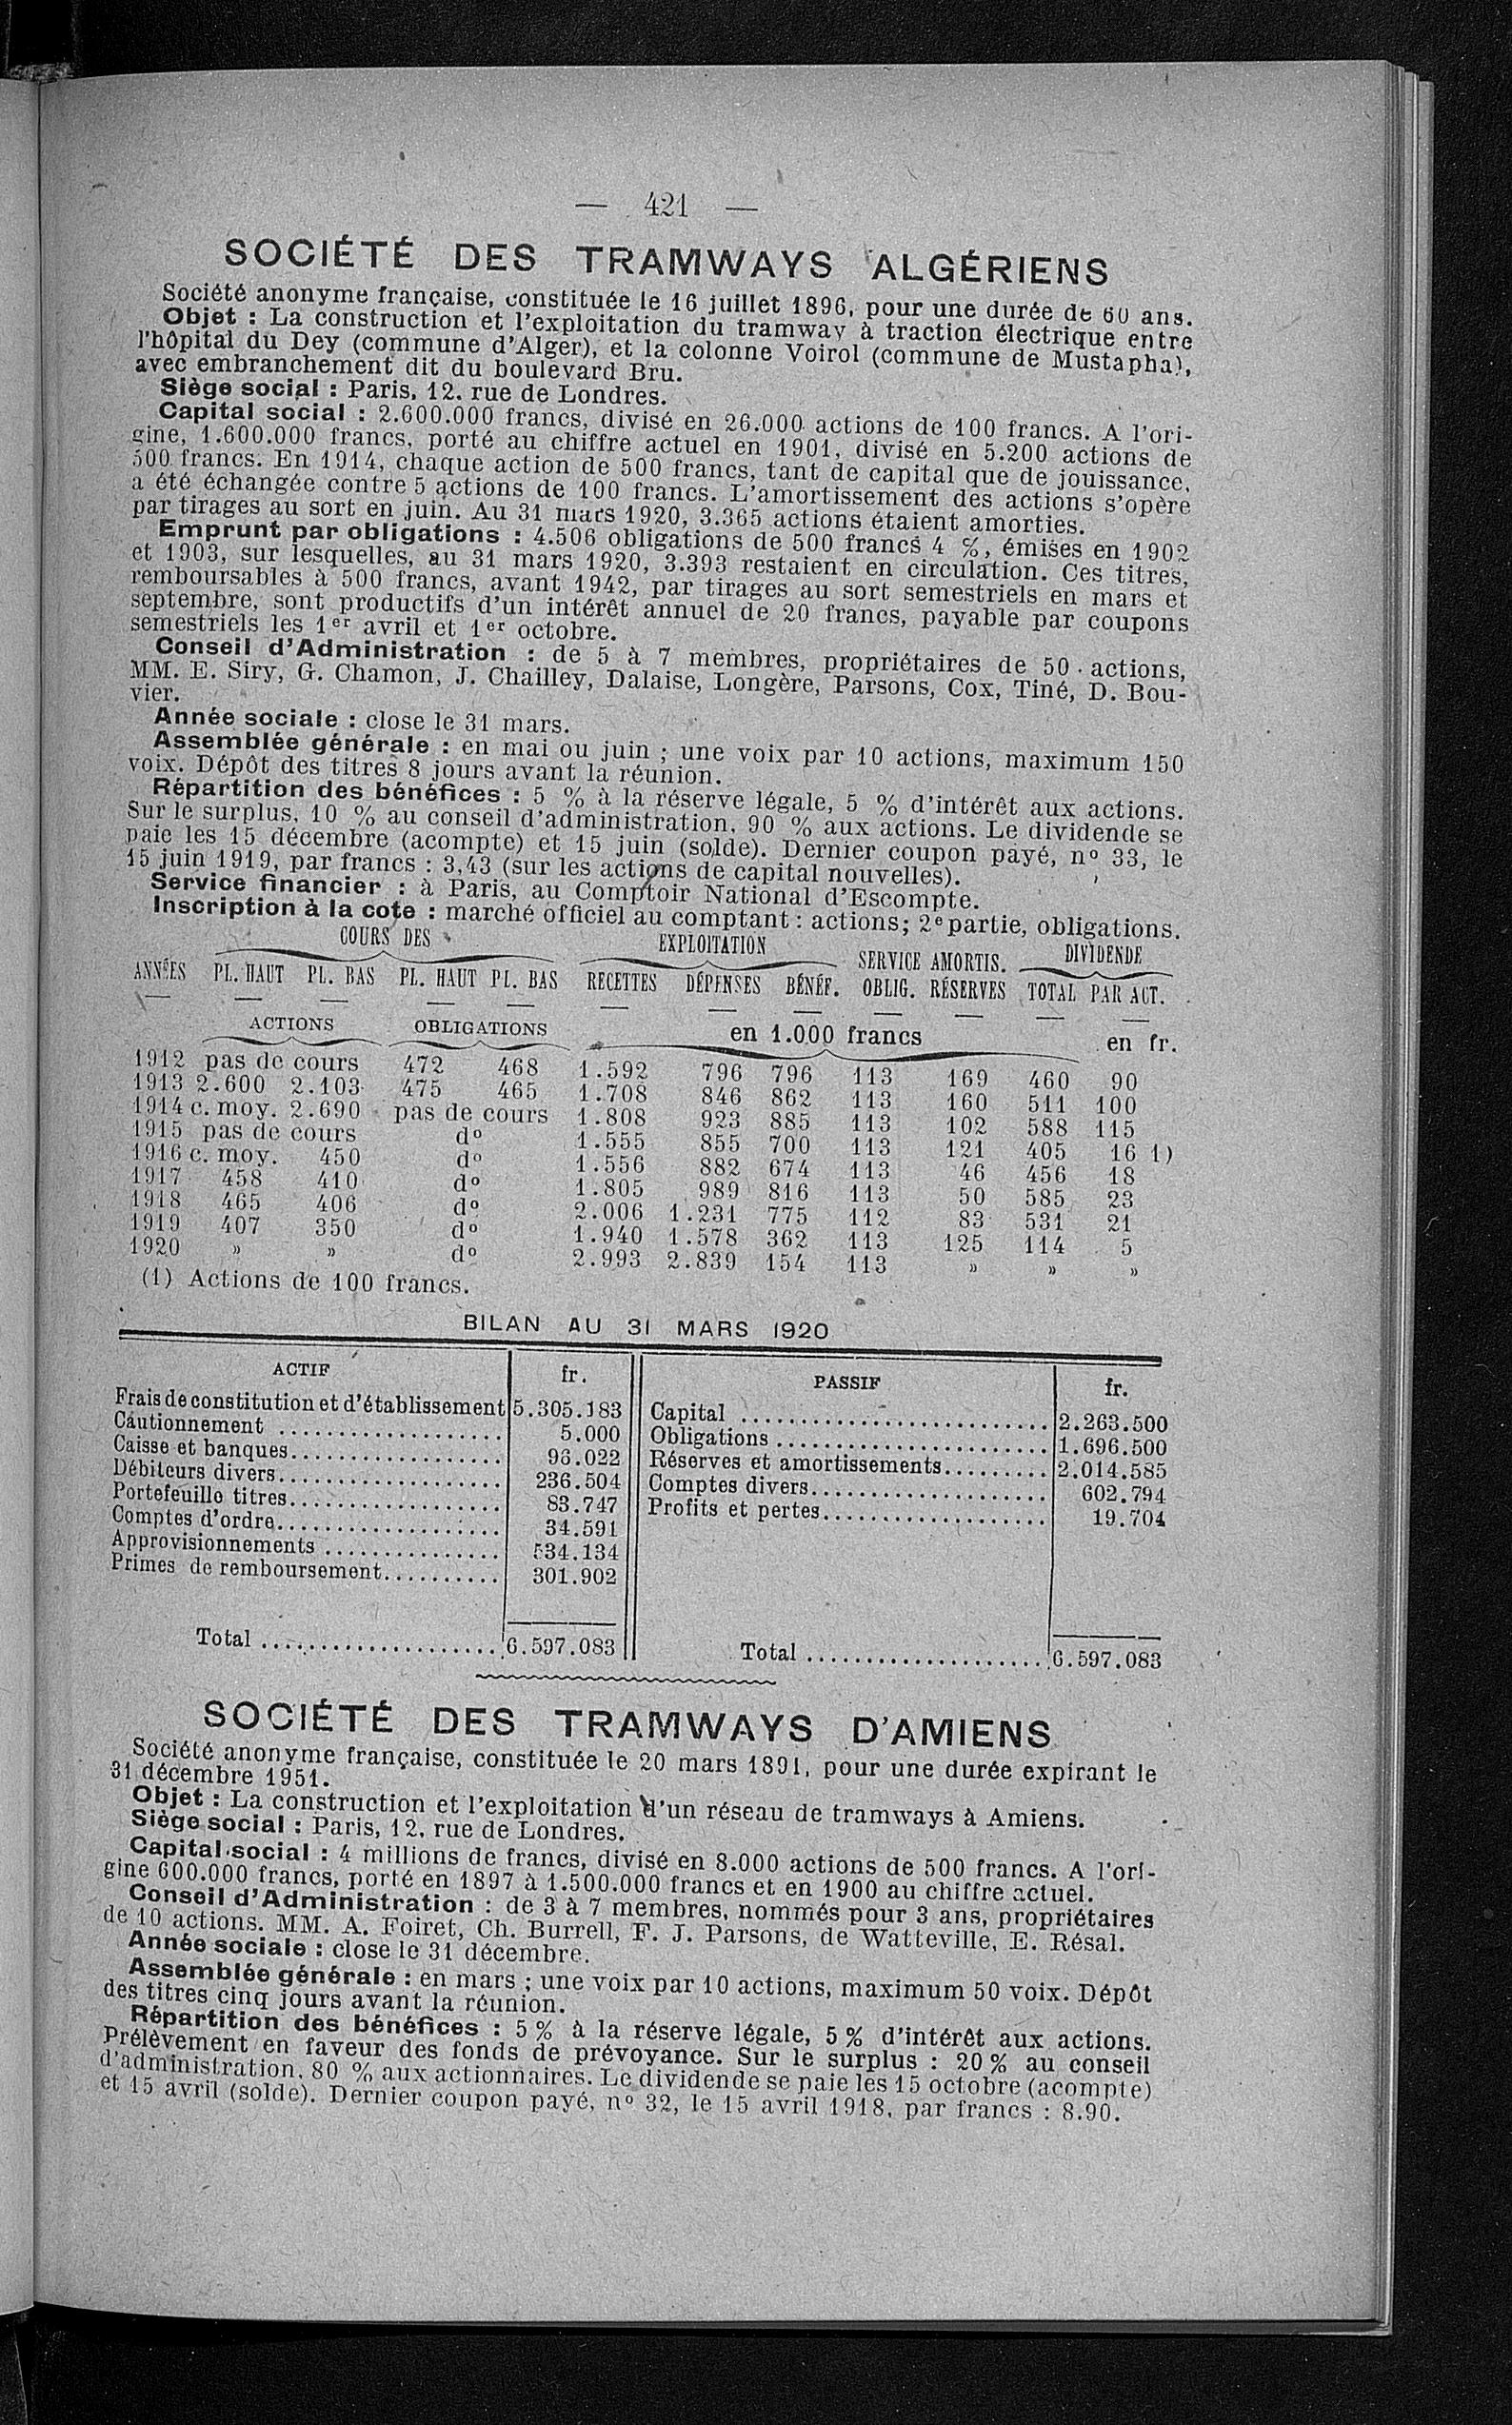 — 421 —
SOCIÉTÉ DES TRAMWAYS ALGÉRIENS
Société anonyme française, constituée le 16 juillet 1896, pour une durée de 60 ans.
Objet : La construction et l'exploitation du tramway à traction électrique entre
l'hôpital du Dey (commune d'Alger), et la colonne Voirol (commune de Mustapha),
avec embranchement dit du boulevard Bru.
Siège social : Paris, 12, rue de Londres.
Capital social : 2.600.000 francs, divisé en 26.000 actions de 100 francs. A l'ori-
gine, 1.600.000 francs, porté au chiffre actuel en 1901, divisé en 5.200 actions de
500 francs. En 1914, chaque action de 500 francs, tant de capital que de jouissance,
a été échangée contre 5 actions de 100 francs. L'amortissement des actions s'opère
par tirages au sort en juin. Au 31 mars 1920, 3.365 actions étaient amorties.
Emprunt par obligations : 4.506 obligations de 500 francs 4 %, émises en 1902
et 1903, sur lesquelles, au 31 mars 1920, 3.393 restaient en circulation. Ces titres,
remboursables à 500 francs, avant 1942, par tirages au sort semestriels en mars et
septembre, sont productifs d'un intérêt annuel de 20 francs, payable par coupons
semestriels les 1er avril et 1er octobre.
Conseil d'Administration : de 5 à 7 membres, propriétaires de 50 actions,
MM. E. Siry, G. Chamon, J. Chailley, Dalaise, Longère, Parsons, Cox, Tiné, D. Bou-
vier.
Année sociale : close le 31 mars.
Assemblée générale : en mai ou juin ; une voix par 10 actions, maximum 150
voix. Dépôt des titres 8 jours avant la réunion.
Répartition des bénéfices : 5 % à la réserve légale, 5 % d'intérêt aux actions.
Sur le surplus, 10 % au conseil d'administration, 90 % aux actions. Le dividende se
paie les 15 décembre (acompte) et 15 juin (solde). Dernier coupon payé, no 33, le
15 juin 1919, par francs : 3,43 (sur les actions de capital nouvelles).
Service financier : à Paris, au Comptoir National d'Escompte.
Inscription à la cote : marché officiel au comptant : actions; 2e partie, obligations.
COURS DES EXPLOITATION SERVICE AMORTIS. DIVIDENDE
ANNÉES PL. HAUT PL. BAS PL. HAUT PL. BAS RECETTES DÉPENSES BÉNÉF. OBLIG. RÉSERVES TOTAL PAR ACT.
ACTIONS OBLIGATIONS en 1.000 francs en fr.
1912 pas de cours 472 468 1.592 796 796 113 169 460 90
1913 2.600 2.103 475 465 1.708 846 862 113 160 511 100
1914 c. moy. 2.690 pas de cours 1.808 923 885 113 102 588 115
1915 pas de cours do 1.555 855 700 113 121 405 16 1)
1916 c. moy. 450 do 1.556 882 674 113 46 456 18
1917 458 410 do 1.805 989 816 113 50 585 23
1918 465 406 do 2.006 1.231 775 112 83 531 21
1919 407 350 do 1.940 1.578 362 113 125 114 5
1920 » » do 2.993 2.839 154 113 » » »
(1) Actions de 100 francs.
BILAN AU 31 MARS 1920
ACTIF fr. PASSIF fr.
Frais de constitution et d'établissement 5.305.183 Capital 2.263.500
Cautionnement 5.000 Obligations 1.696.500
Caisse et banques 96.022 Réserves et amortissements 2.014.585
Débiteurs divers 236.504 Comptes divers 602.794
Portefeuille titres 83.747 Profits et pertes 19.704
Comptes d'ordre 34.591
Approvisionnements 534.134
Primes de remboursement 301.902
Total 6.597.083 Total 6.597.083
SOCIÉTÉ DES TRAMWAYS D'AMIENS
Société anonyme française, constituée le 20 mars 1891, pour une durée expirant le
31 décembre 1951.
Objet : La construction et l'exploitation d'un réseau de tramways à Amiens.
Siège social : Paris, 12, rue de Londres.
Capital social : 4 millions de francs, divisé en 8.000 actions de 500 francs. A l'ori-
gine 600.000 francs, porté en 1897 à 1.500.000 francs et en 1900 au chiffre actuel.
Conseil d'Administration : de 3 à 7 membres, nommés pour 3 ans, propriétaires
de 10 actions. MM. A. Foiret, Ch. Burrell, F. J. Parsons, de Watteville, E. Résal.
Année sociale : close le 31 décembre.
Assemblée générale : en mars ; une voix par 10 actions, maximum 50 voix. Dépôt
des titres cinq jours avant la réunion.
Répartition des bénéfices : 5 % à la réserve légale, 5 % d'intérêt aux actions.
Prélèvement en faveur des fonds de prévoyance. Sur le surplus : 20 % au conseil
d'administration, 80 % aux actionnaires. Le dividende se paie les 15 octobre (acompte)
et 15 avril (solde). Dernier coupon payé, no 32, le 15 avril 1918, par francs : 8.90.